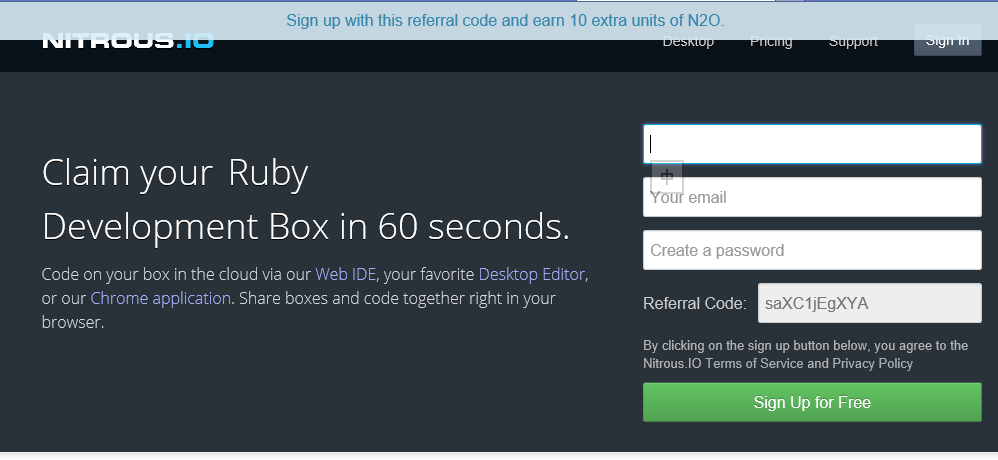 Sign up with this referral code and earn 10 extra units of N2O.
NITROUS.IO
Desktop Pricing Support Sign In
Claim your Ruby
Development Box in 60 seconds.
Code on your box in the cloud via our Web IDE, your favorite Desktop Editor,
or our Chrome application. Share boxes and code together right in your
browser.
中
Your email
Create a password
Referral Code: saXC1jEgXYA
By clicking on the sign up button below, you agree to the
Nitrous.IO Terms of Service and Privacy Policy
Sign Up for Free